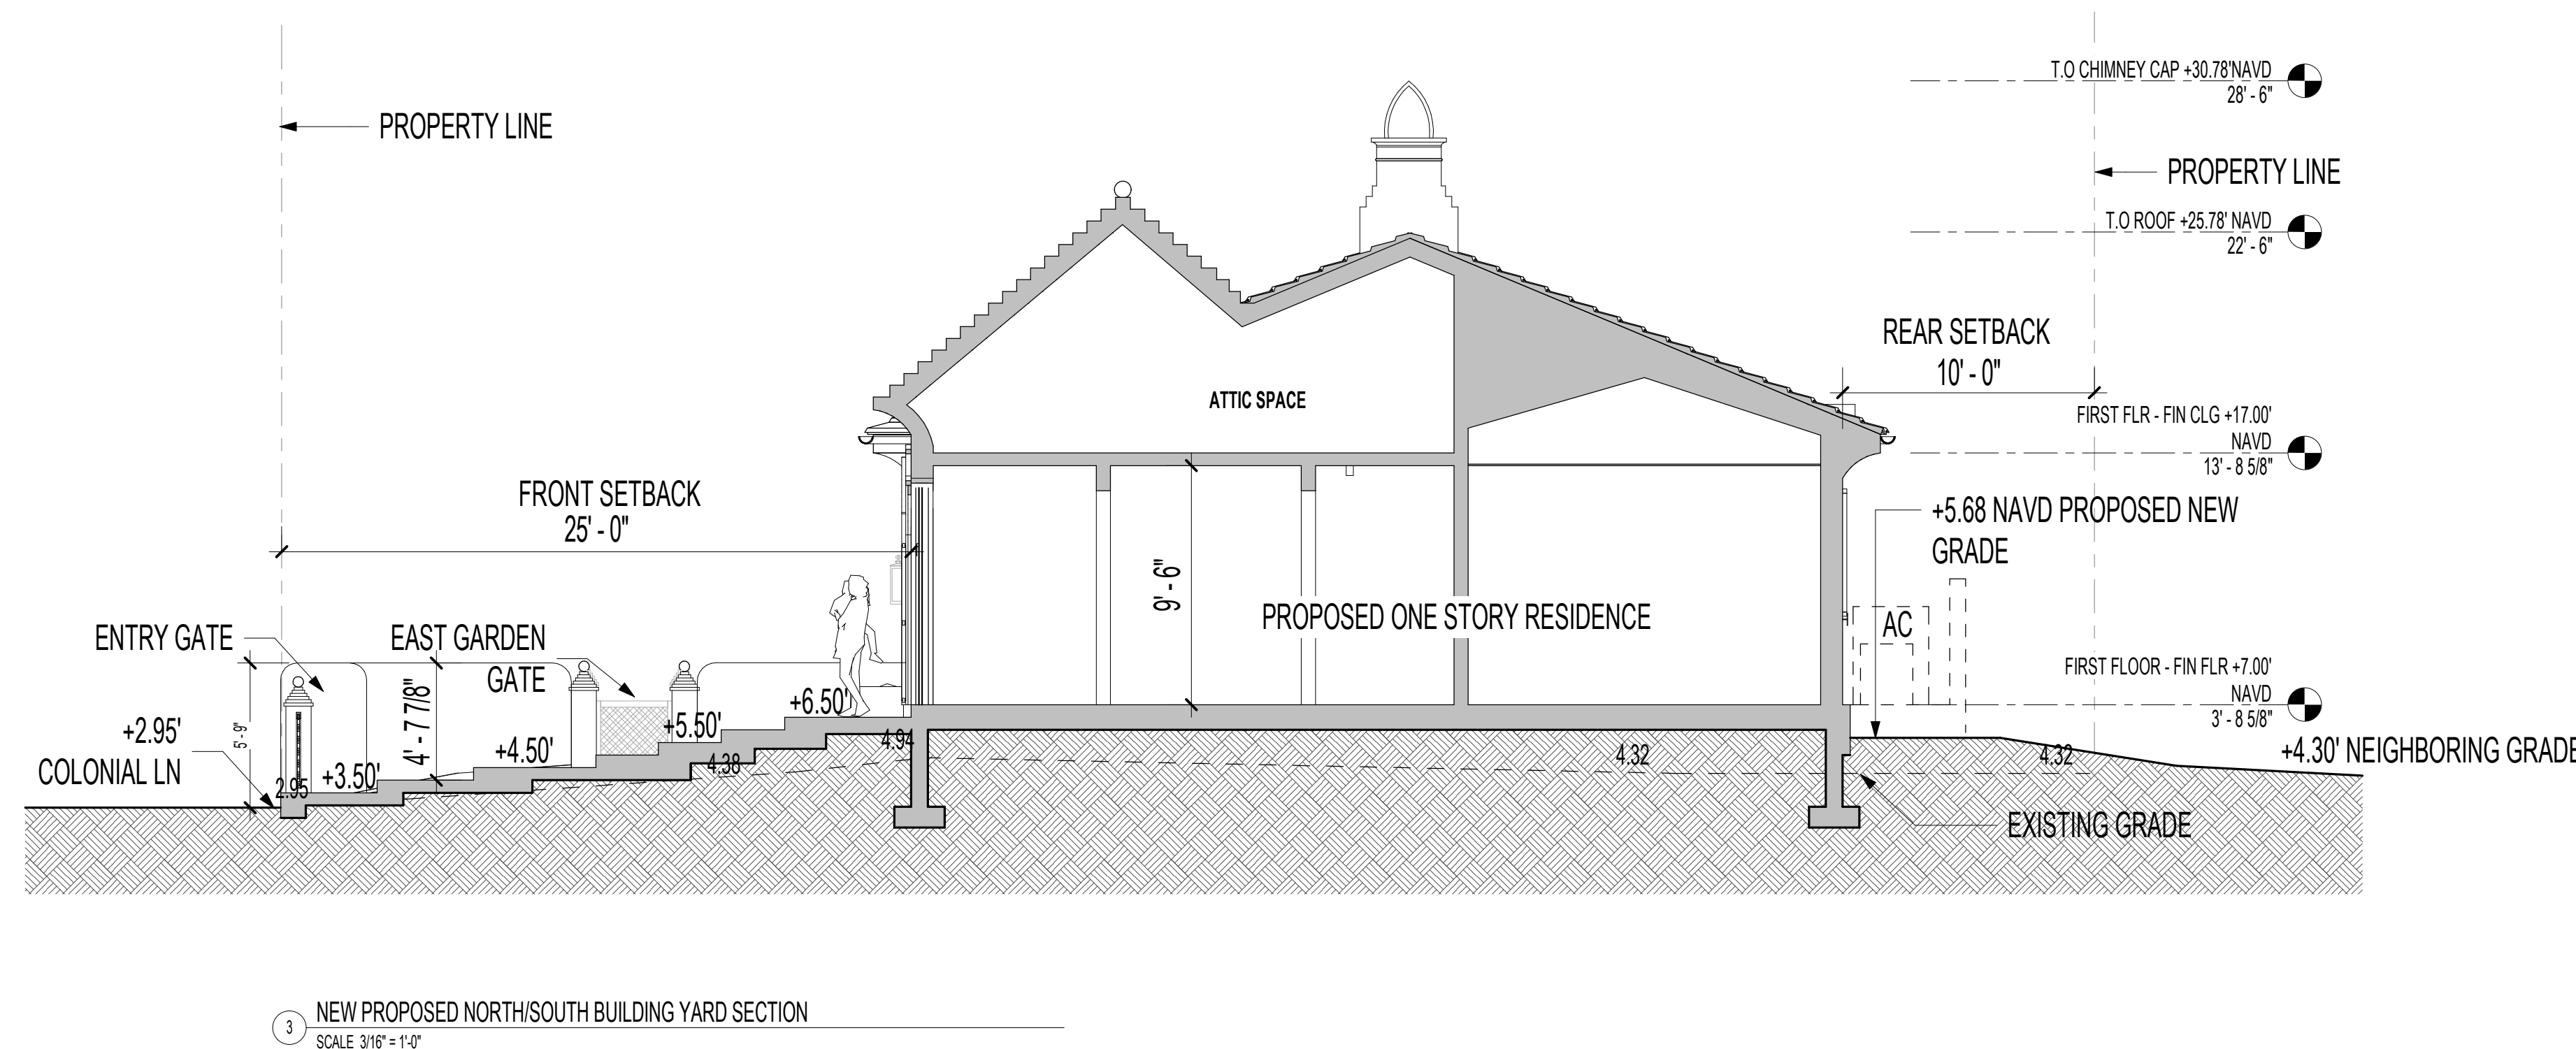 T.O CHIMNEY CAP +30.78'NAVD
28' - 6"
PROPERTY LINE
PROPERTY LINE
T.O ROOF +25.78' NAVD
22' - 6"
REAR SETBACK
10' - 0"
ATTIC SPACE
FIRST FLR - FIN CLG +17.00'
NAVD
13' - 8 5/8"
FRONT SETBACK
25' - 0"
+5.68 NAVD PROPOSED NEW
GRADE
9' - 6"
PROPOSED ONE STORY RESIDENCE
AC
ENTRY GATE
EAST GARDEN
GATE
FIRST FLOOR - FIN FLR +7.00'
NAVD
3' - 8 5/8"
+2.95'
COLONIAL LN
5' - 9"
4' - 7 7/8"
2.95
+3.50'
+4.50'
+5.50'
4.38
+6.50'
4.94
4.32
4.32
+4.30' NEIGHBORING GRADE
EXISTING GRADE
3
NEW PROPOSED NORTH/SOUTH BUILDING YARD SECTION
SCALE 3/16" = 1'-0"